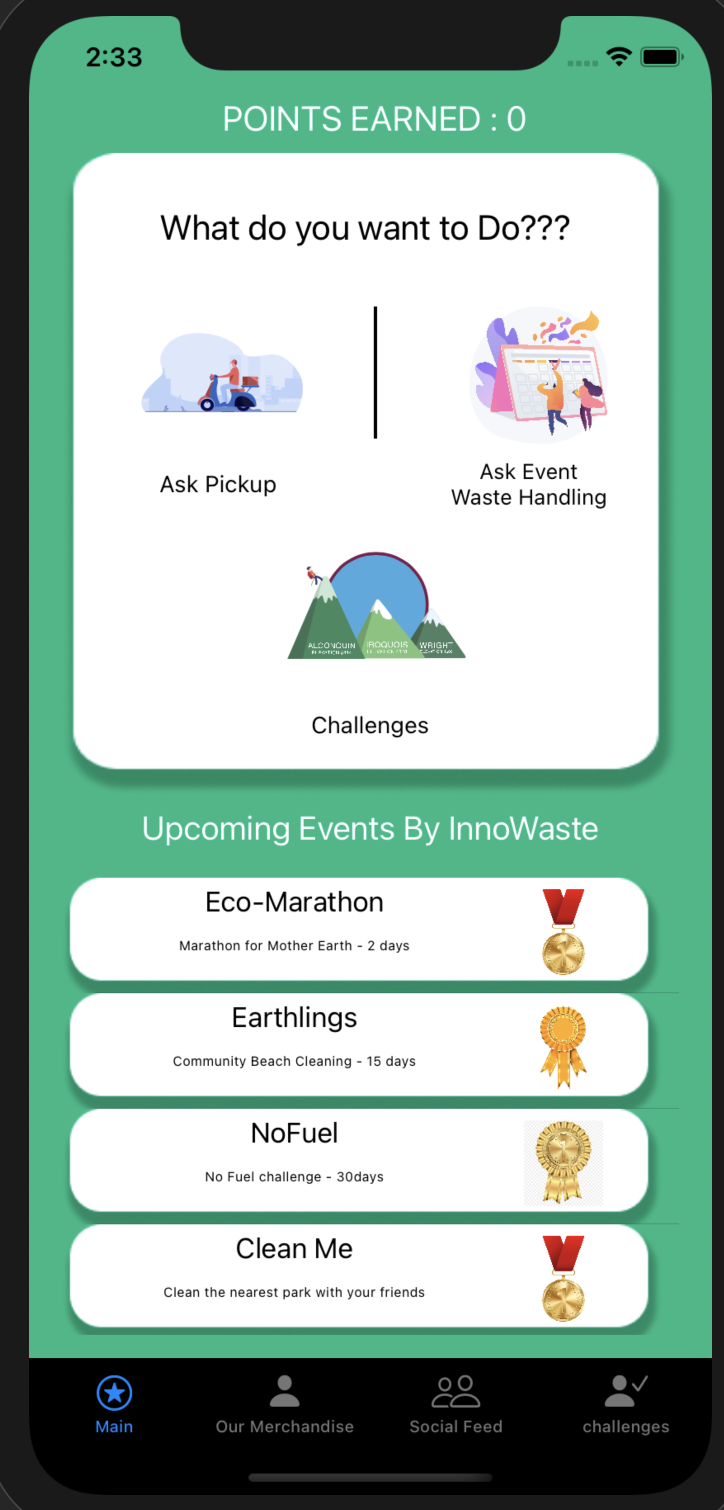 2:33
POINTS EARNED : 0
What do you want to Do???
Ask Pickup
Ask Event
Waste Handling
ALGONQUIN
IROQUOIS
WRIGHT
Challenges
Upcoming Events By InnoWaste
Eco-Marathon
Marathon for Mother Earth - 2 days
Earthlings
Community Beach Cleaning - 15 days
NoFuel
No Fuel challenge - 30days
Clean Me
Clean the nearest park with your friends
Main
Our Merchandise
Social Feed
challenges